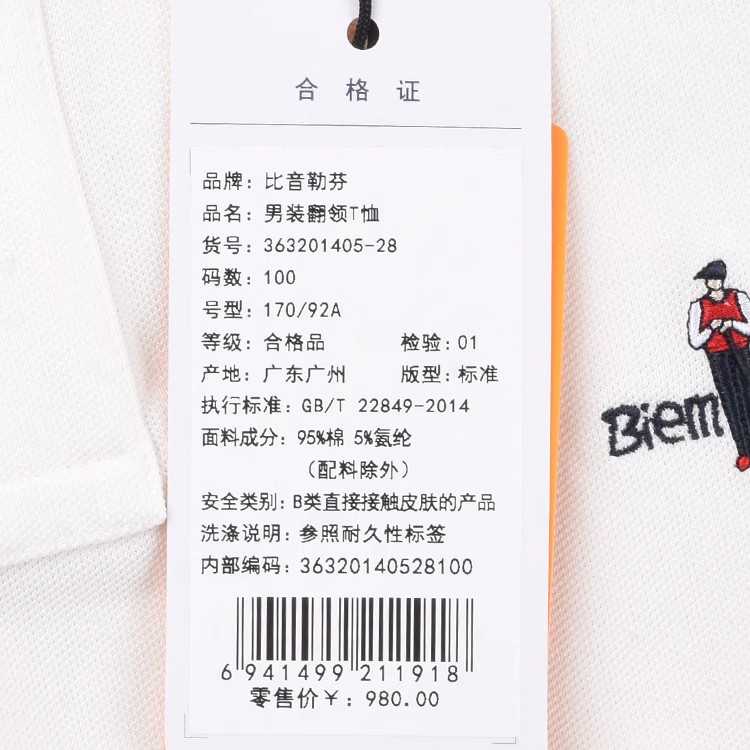 合格证
品牌: 比音勒芬
品名: 男装翻领T恤
货号: 363201405-28
码数: 100
号型: 170/92A
等级: 合格品 检验: 01
产地: 广东广州 版型: 标准
执行标准: GB/T 22849-2014
面料成分: 95%棉 5%氨纶
(配料除外)
安全类别: B类直接接触皮肤的产品
洗涤说明: 参照耐久性标签
内部编码: 36320140528100
6 941499 211918
零售价¥: 980.00
Biem